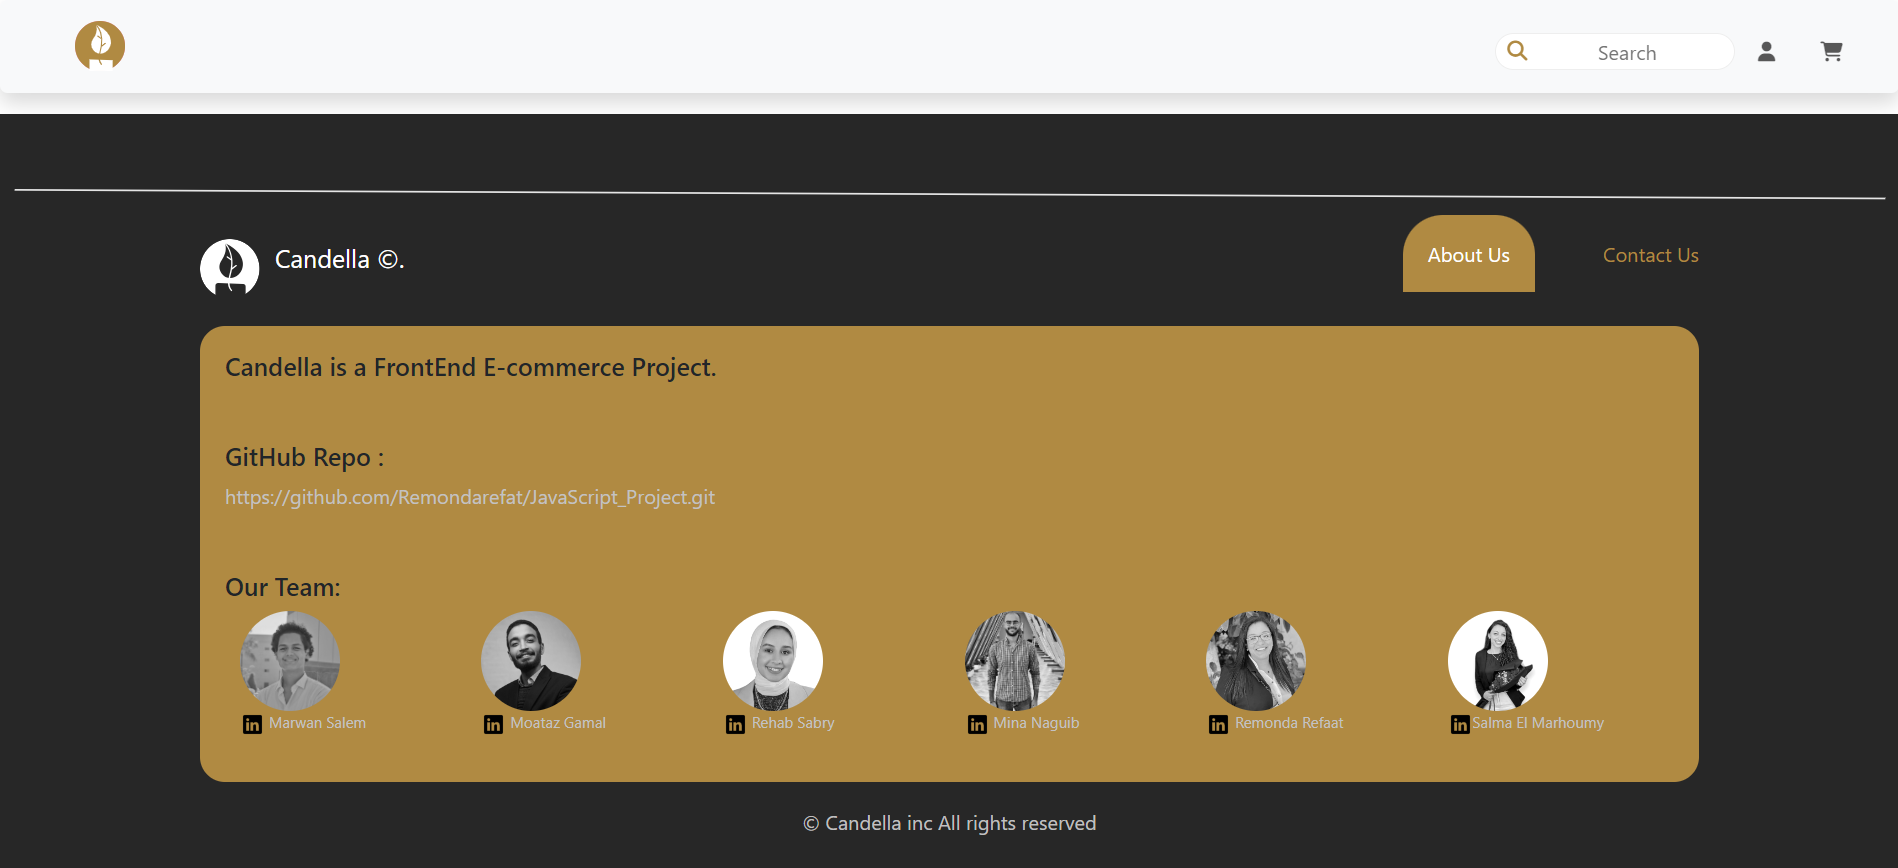 Search
Candella ©.
About Us
Contact Us
Candella is a FrontEnd E-commerce Project.
GitHub Repo :
https://github.com/Remondarefat/JavaScript_Project.git
Our Team:
in Marwan Salem
in Moataz Gamal
in Rehab Sabry
in Mina Naguib
in Remonda Refaat
in Salma El Marhoumy
© Candella inc All rights reserved